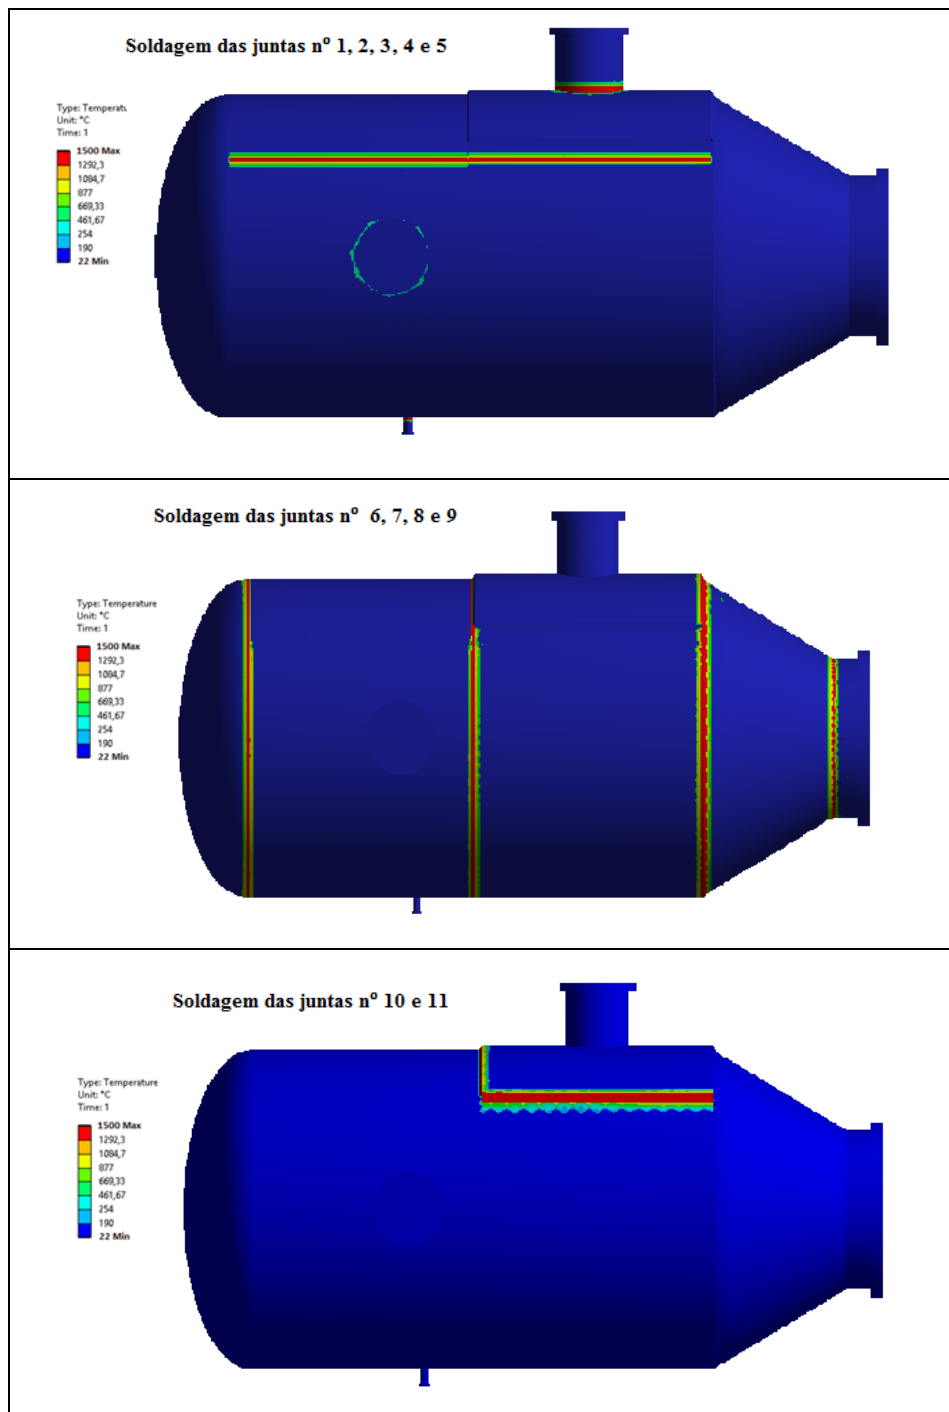 Soldagem das juntas nº 1, 2, 3, 4 e 5
Type: Temperatu
Unit: °C
Time: 1
1500 Max
1292,3
1084,7
877
669,33
461,67
254
190
22 Min
Soldagem das juntas nº 6, 7, 8 e 9
Type: Temperature
Unit: °C
Time: 1
1500 Max
1292,3
1084,7
877
669,33
461,67
254
190
22 Min
Soldagem das juntas nº 10 e 11
Type: Temperature
Unit: °C
Time: 1
1500 Max
1292,3
1084,7
877
669,33
461,67
254
190
22 Min